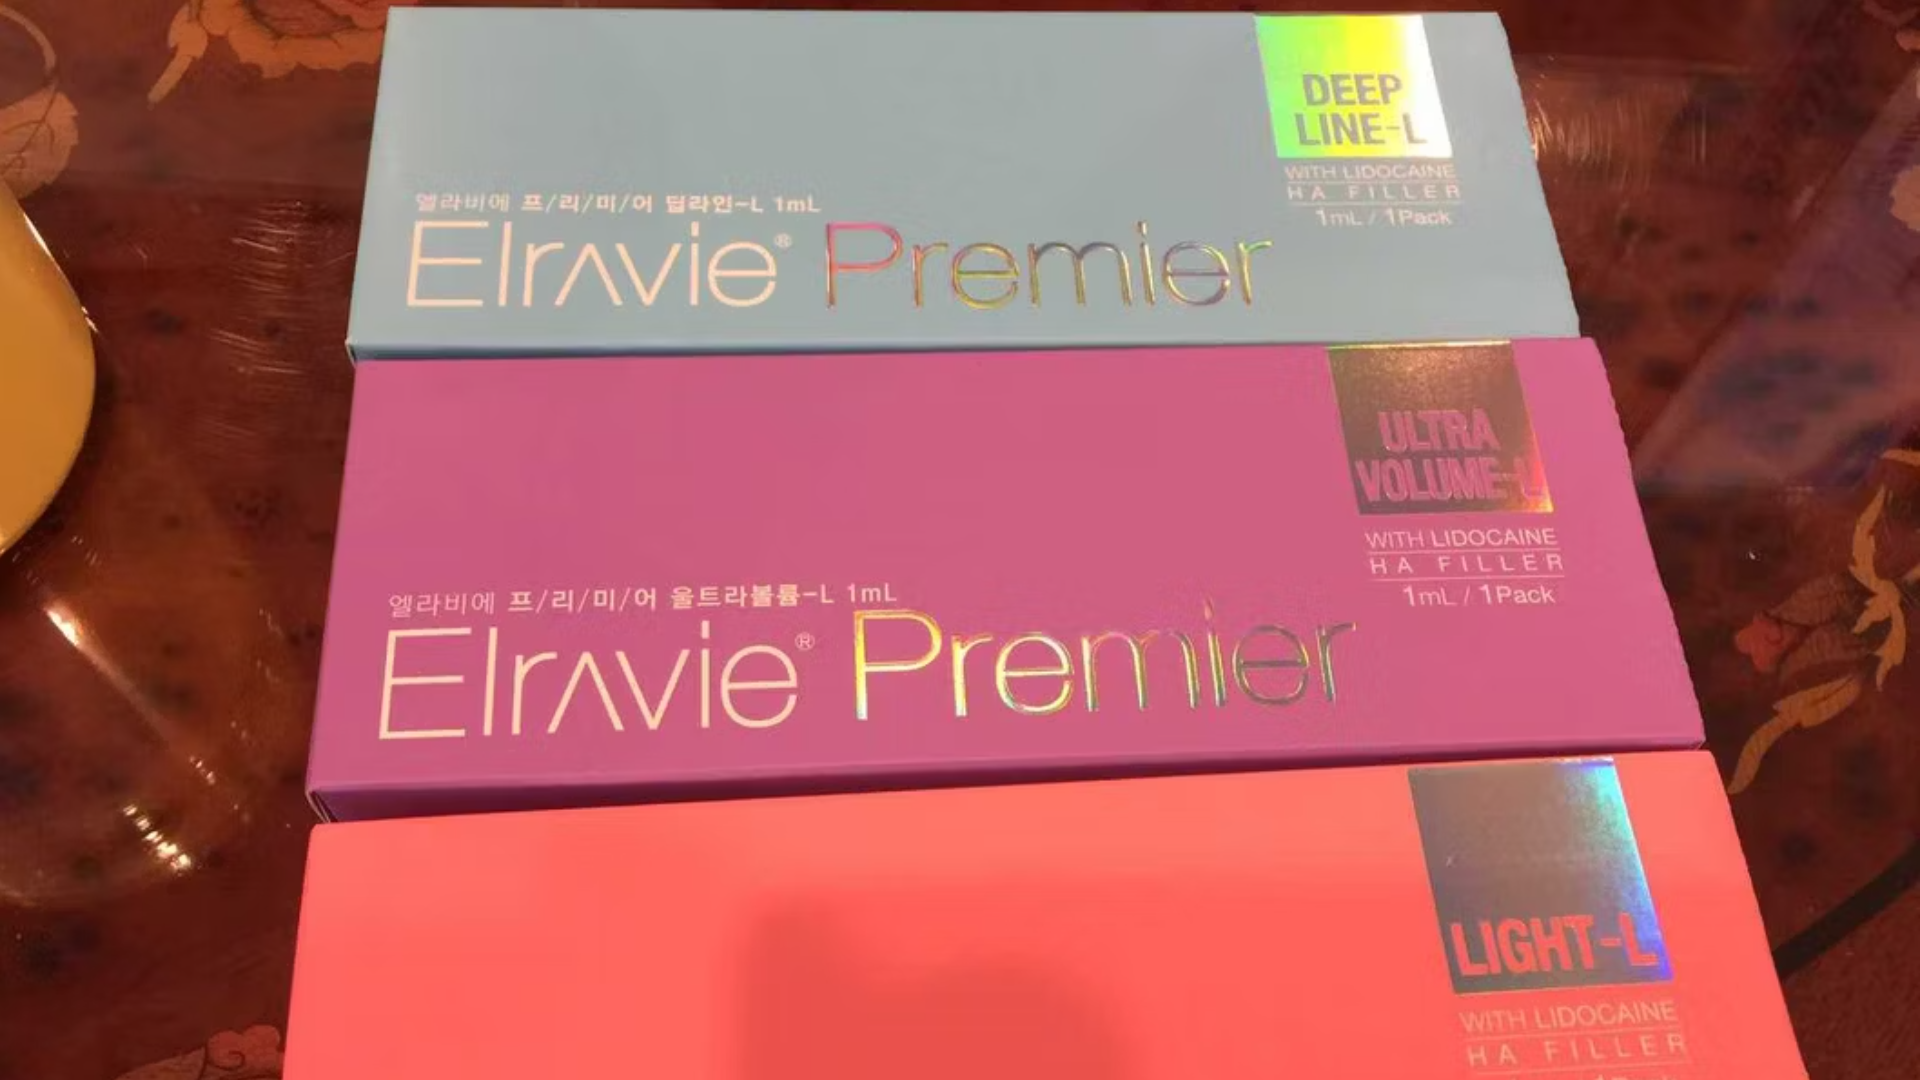 DEEP
LINE-L
WITH LIDOCAINE
HA FILLER
1mL / 1Pack
엘라비에 프/리/미/어 딥라인-L 1mL
Elravie® Premier
ULTRA
VOLUME-L
WITH LIDOCAINE
HA FILLER
1mL / 1Pack
엘라비에 프/리/미/어 울트라볼륨-L 1mL
Elravie® Premier
LIGHT-L
WITH LIDOCAINE
HA FILLER